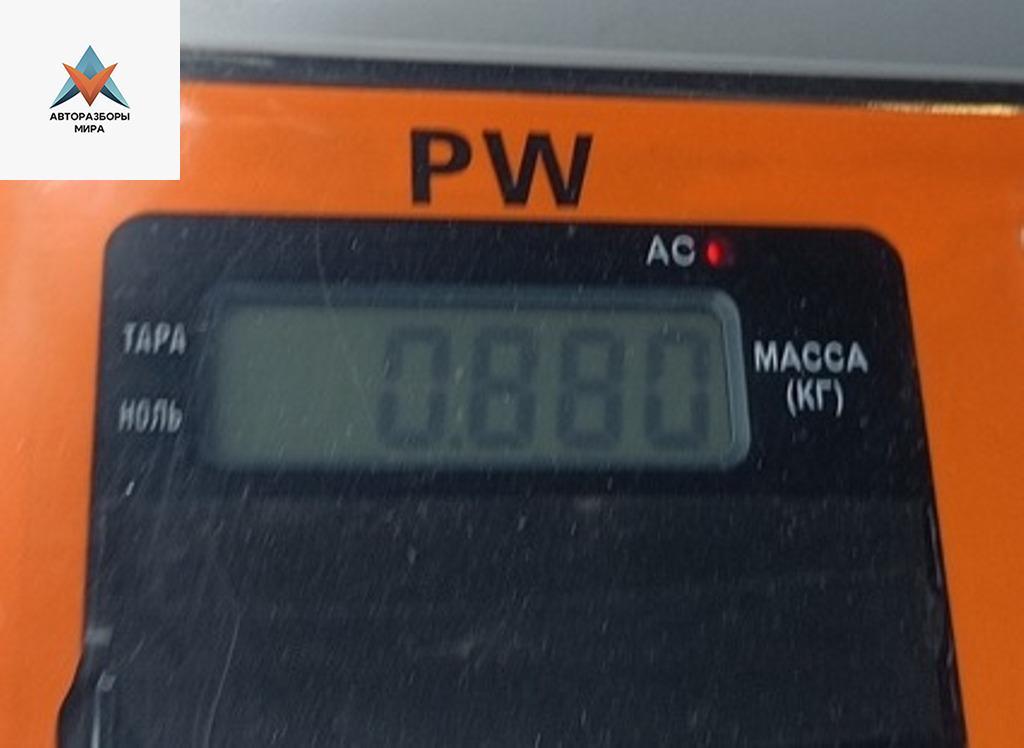 АВТОРАЗБОРЫ
МИРА
PW
AC
ТАРА
НОЛЬ
0.880
МАССА
(КГ)